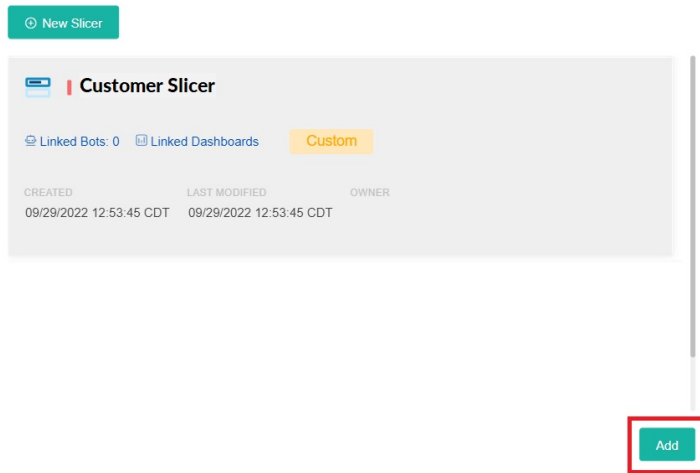 New Slicer
Customer Slicer
Linked Bots: 0 Linked Dashboards Custom
CREATED LAST MODIFIED OWNER
09/29/2022 12:53:45 CDT 09/29/2022 12:53:45 CDT
Add